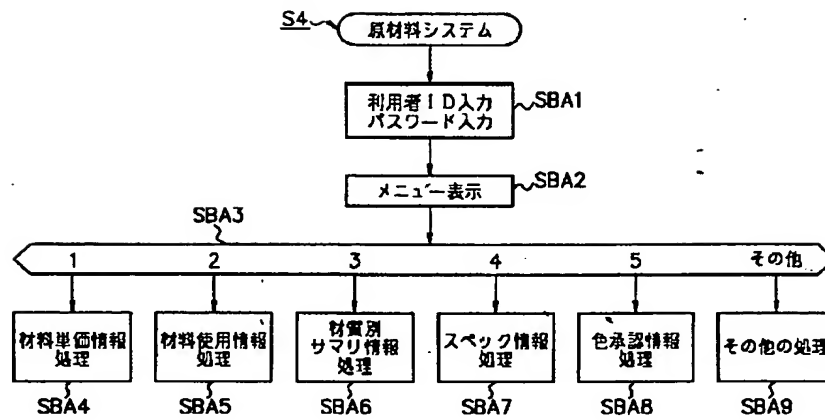 S4 原材料システム
利用者ID入力
パスワード入力
SBA1
メニュー表示
SBA2
SBA3
1 2 3 4 5 その他
材料単価情報
処理
材料使用情報
処理
材質別
サマリ情報
処理
スペック情報
処理
色承認情報
処理
その他の処理
SBA4 SBA5 SBA6 SBA7 SBA8 SBA9